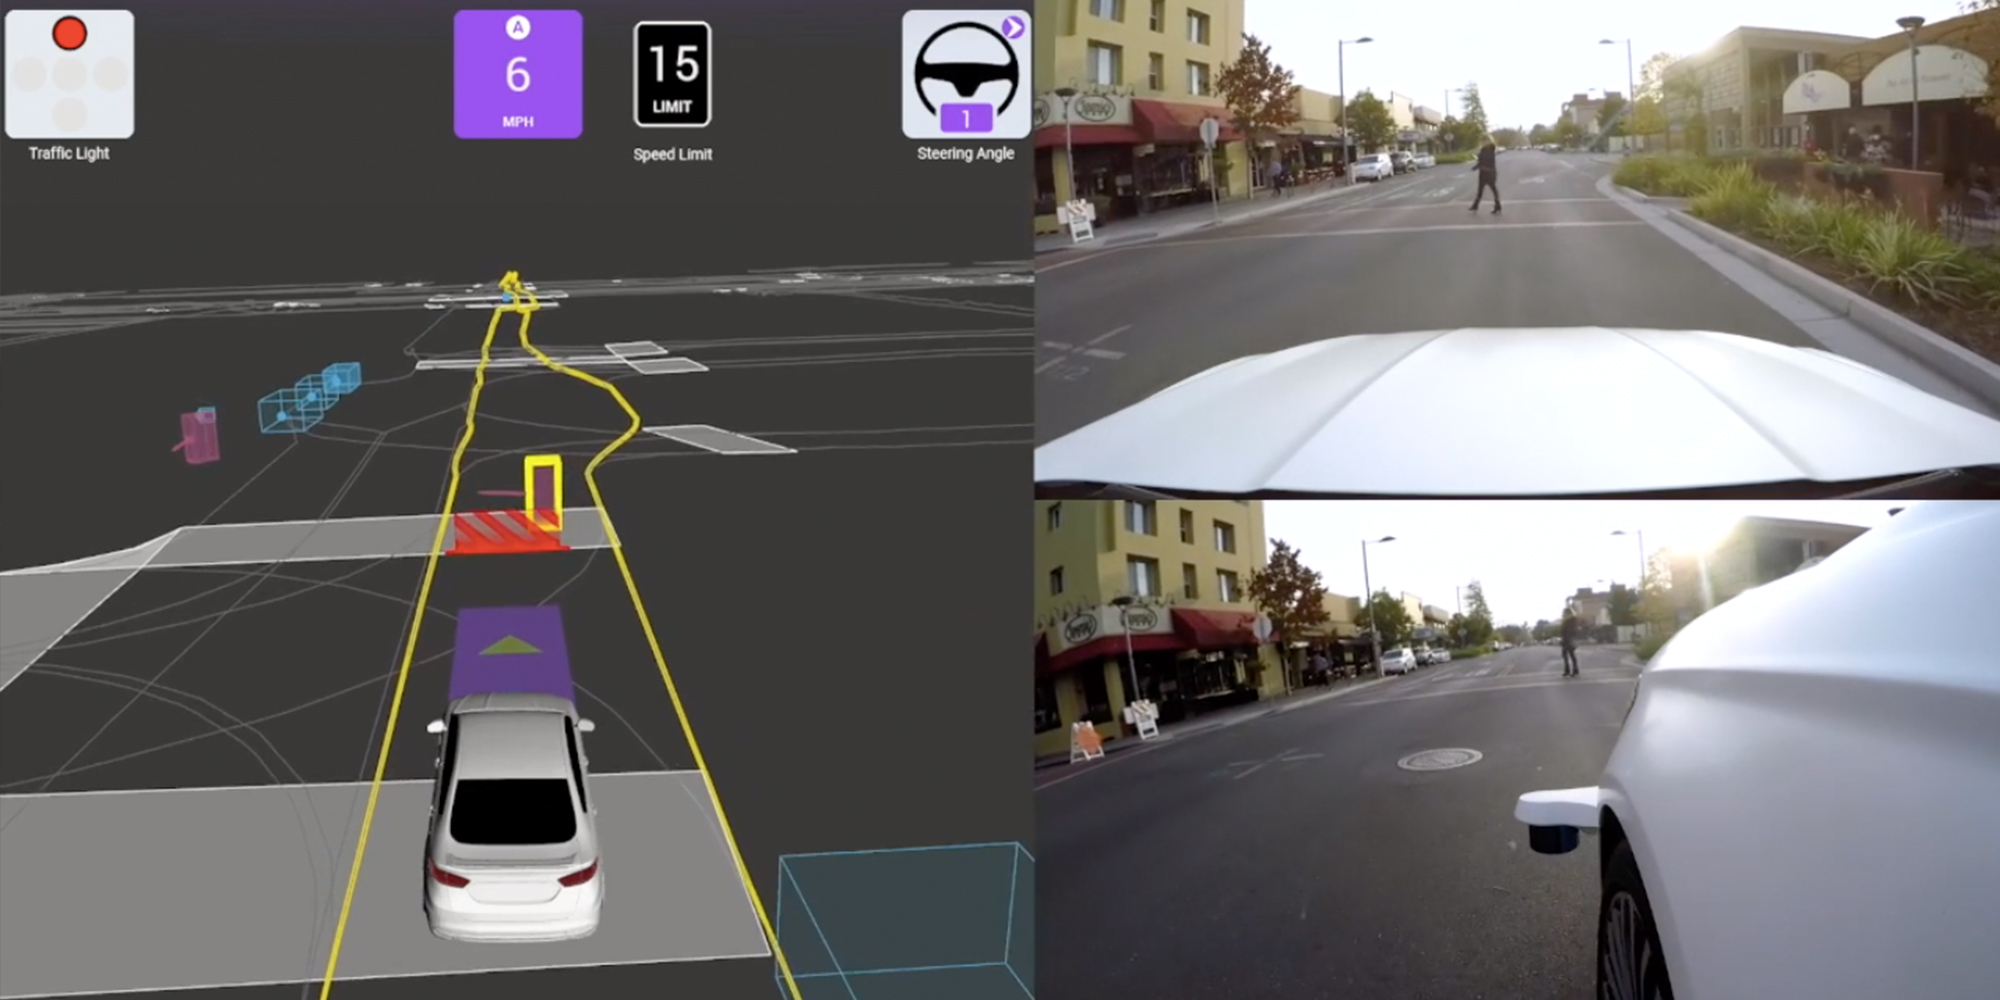 A
6
MPH
15
LIMIT
1
Traffic Light
Speed Limit
Steering Angle